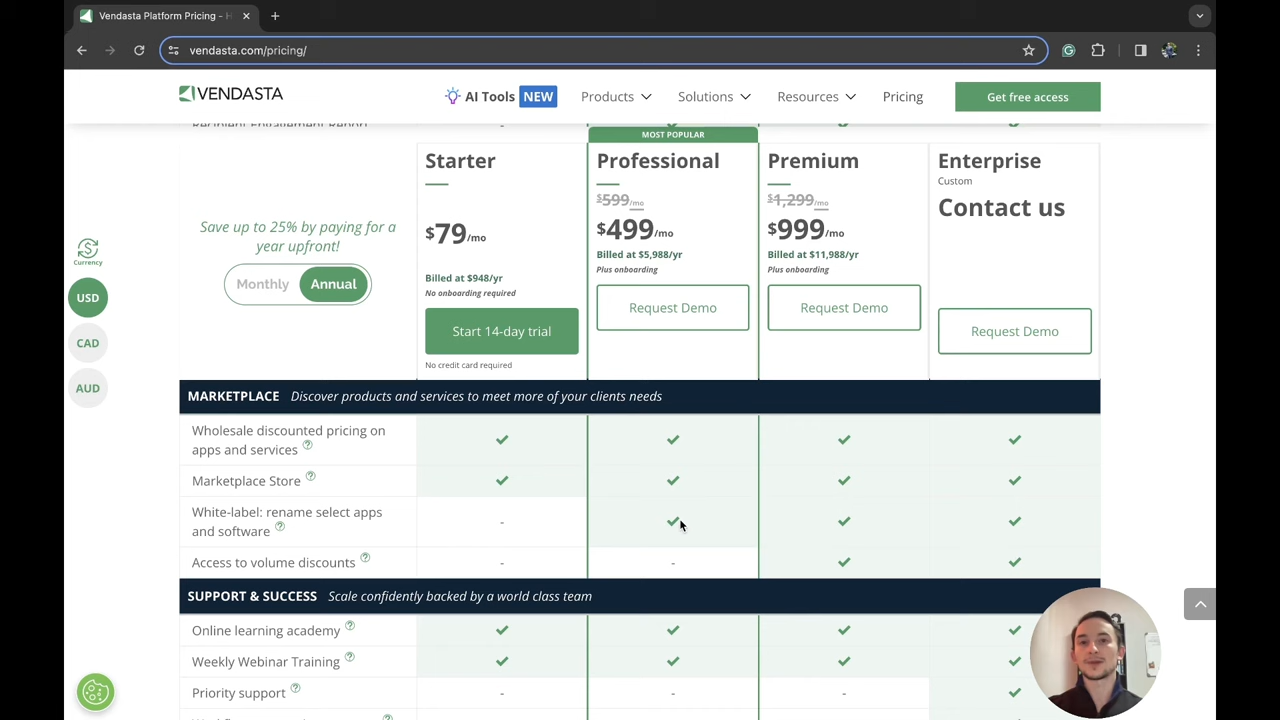 Vendasta Platform Pricing - H
vendasta.com/pricing/
VENDASTA
AI Tools NEW
Products
Solutions
Resources
Pricing
Get free access
Recipient Engagement Report
MOST POPULAR
Starter
Professional
Premium
Enterprise
Custom
$599/mo
$1,299/mo
Contact us
Save up to 25% by paying for a
year upfront!
$79/mo
$499/mo
$999/mo
Currency
Billed at $5,988/yr
Billed at $11,988/yr
Plus onboarding
Plus onboarding
Monthly
Annual
Billed at $948/yr
No onboarding required
USD
CAD
AUD
Start 14-day trial
Request Demo
Request Demo
Request Demo
No credit card required
MARKETPLACE Discover products and services to meet more of your clients needs
Wholesale discounted pricing on
apps and services ?
Marketplace Store ?
White-label: rename select apps
and software ?
Access to volume discounts ?
SUPPORT & SUCCESS Scale confidently backed by a world class team
Online learning academy ?
Weekly Webinar Training ?
Priority support ?